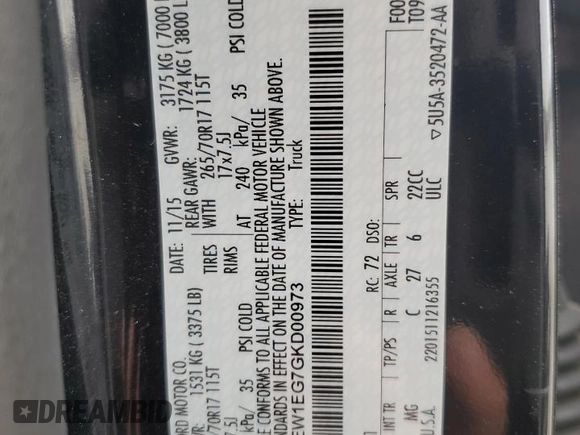 RD MOTOR CO.
DATE: 11/15
GVWR: 3175 KG ( 7000
1531 KG ( 3375 LB)
REAR GAWR: 1724 KG ( 3800 L
70R17 115T
TIRES WITH 265/70R17 115T
7.5J
RIMS 17x7.5J
kPa/ 35 PSI COLD
AT 240 kPa/ 35 PSI COLD
CONFORMS TO ALL APPLICABLE FEDERAL MOTOR VEHICLE
IN EFFECT ON THE DATE OF MANUFACTURE SHOWN ABOVE.
EW1EG7GKD00973
TYPE: Truck
F00
T09
RC: 72 DSO:
INT TR TP/PS R AXLE TR SPR
MG C 27 6 22CC
U.S.A. 2201511216355 ULC
▽5U5A-3520472-AA
DREAMBID